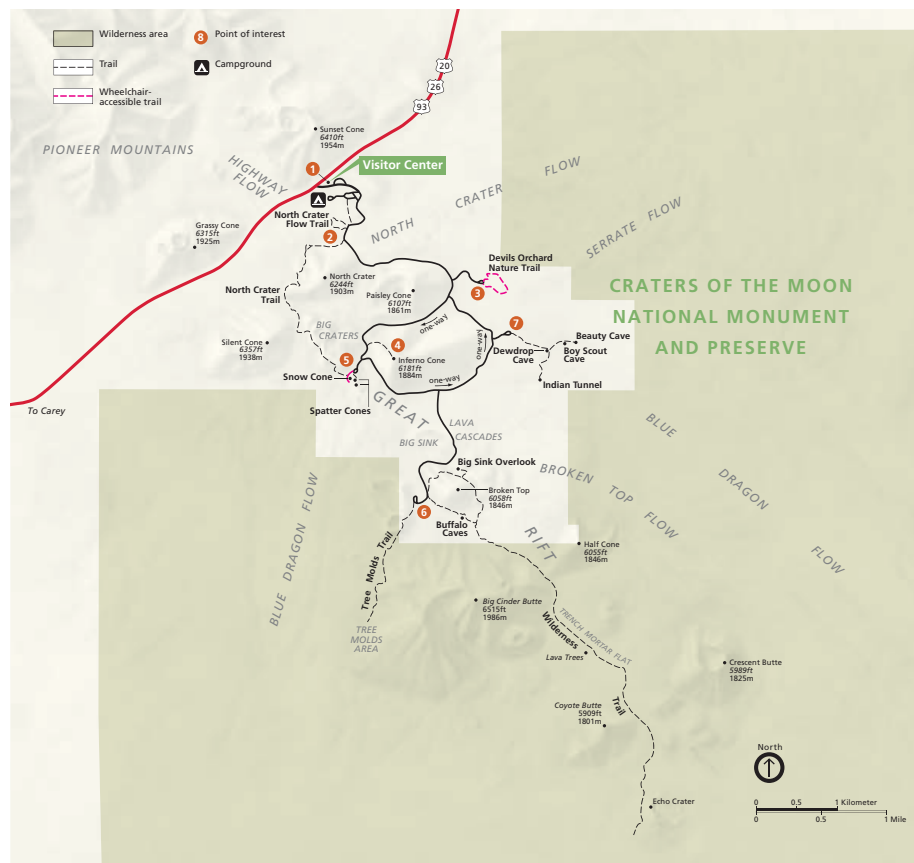 Wilderness area
8
Point of interest
Trail
Campground
Wheelchair-
accessible trail
20
26
93
PIONEER MOUNTAINS
Sunset Cone
6410ft
1954m
HIGHWAY
FLOW
1
Visitor Center
NORTH CRATER FLOW
SERRATE FLOW
North Crater
Flow Trail
2
Grassy Cone
6315ft
1925m
Devils Orchard
Nature Trail
3
North Crater
6244ft
1903m
Paisley Cone
6107ft
1861m
North Crater
Trail
CRATERS OF THE MOON
NATIONAL MONUMENT
AND PRESERVE
BIG
CRATERS
one-way
one-way
one-way
7
Beauty Cave
Boy Scout
Cave
Dewdrop
Cave
Indian Tunnel
Silent Cone
6357ft
1938m
4
Inferno Cone
6181ft
1884m
5
Snow Cone
Spatter Cones
To Carey
GREAT
RIFT
LAVA
CASCADES
BIG SINK
Big Sink Overlook
BLUE DRAGON FLOW
BROKEN TOP FLOW
Broken Top
6058ft
1846m
6
Buffalo
Caves
BLUE DRAGON FLOW
Half Cone
6055ft
1846m
Tree Molds Trail
TREE
MOLDS
AREA
Big Cinder Butte
6515ft
1986m
TRENCH MORTAR FLAT
Wilderness Trail
Lava Trees
Crescent Butte
5989ft
1825m
Coyote Butte
5909ft
1801m
Echo Crater
North
0 0.5 1 Kilometer
0 0.5 1 Mile